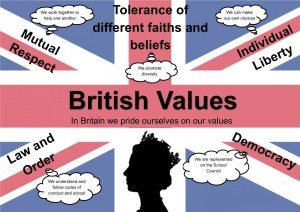 We work together to
help one another
Mutual
Respect
Tolerance of
different faiths and
beliefs
We promote
diversity
We can make
our own choices
Individual
Liberty
British Values
In Britain we pride ourselves on our values
Law and
Order
We understand and
follow codes of
conduct and school
We are represented
on the School
Council
Democracy